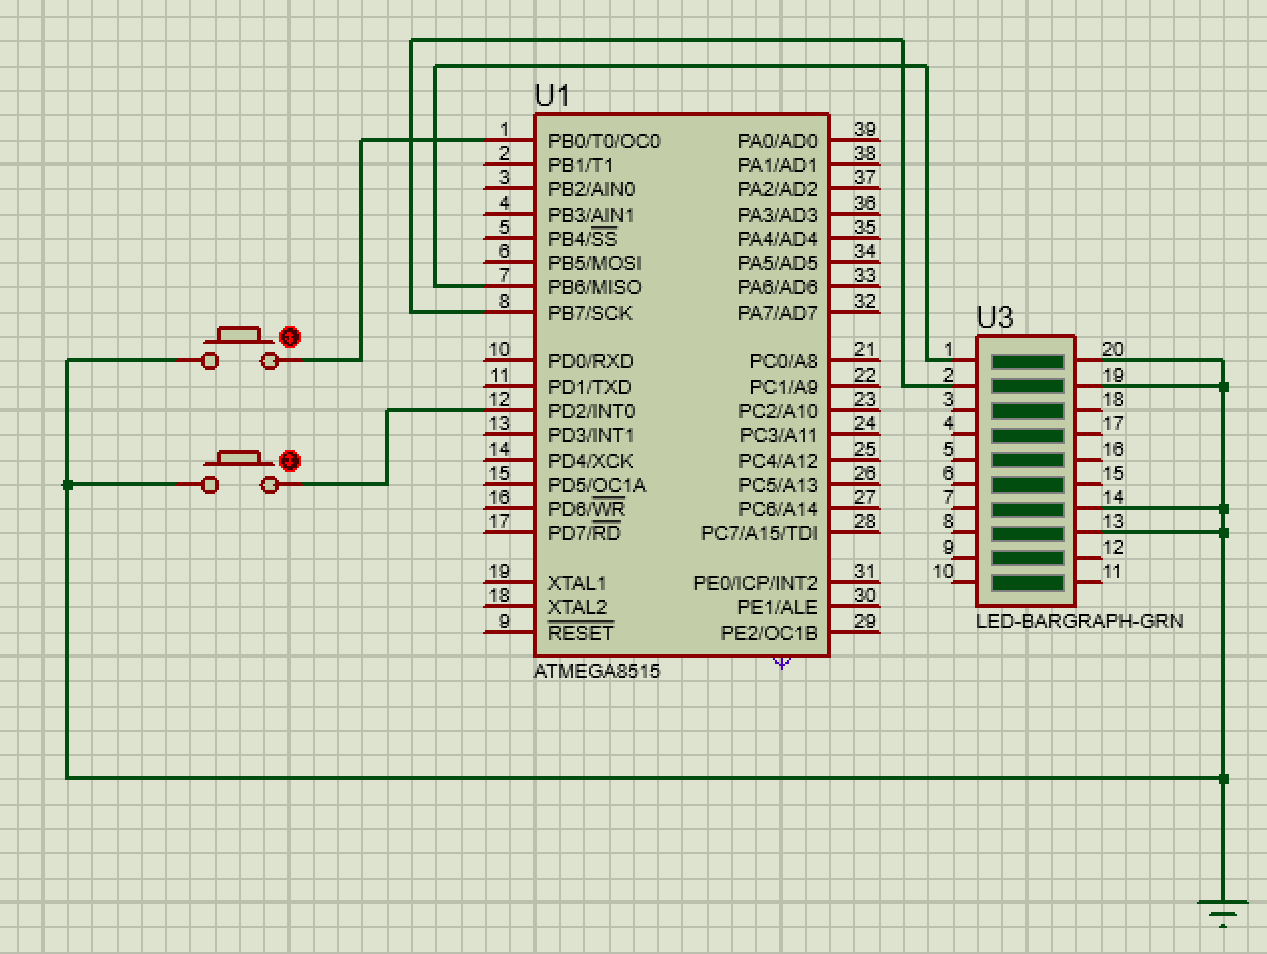 U1
1 PB0/T0/OC0 PA0/AD0 39
2 PB1/T1 PA1/AD1 38
3 PB2/AIN0 PA2/AD2 37
4 PB3/AIN1 PA3/AD3 36
5 PB4/SS PA4/AD4 35
6 PB5/MOSI PA5/AD5 34
7 PB6/MISO PA6/AD6 33
8 PB7/SCK PA7/AD7 32
10 PD0/RXD PC0/A8 21
11 PD1/TXD PC1/A9 22
12 PD2/INT0 PC2/A10 23
13 PD3/INT1 PC3/A11 24
14 PD4/XCK PC4/A12 25
15 PD5/OC1A PC5/A13 26
16 PD6/WR PC6/A14 27
17 PD7/RD PC7/A15/TDI 28
19 XTAL1 PE0/ICP/INT2 31
18 XTAL2 PE1/ALE 30
9 RESET PE2/OC1B 29
ATMEGA8515
U3
1 20
2 19
3 18
4 17
5 16
6 15
7 14
8 13
9 12
10 11
LED-BARGRAPH-GRN